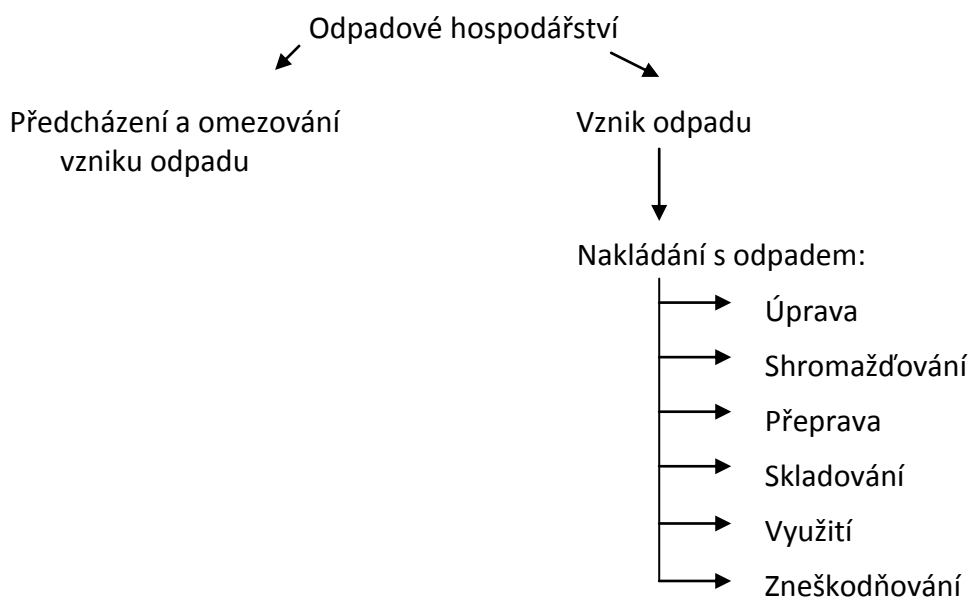 Odpadové hospodářství
Předcházení a omezování
vzniku odpadu
Vznik odpadu
Nakládání s odpadem:
Úprava
Shromažďování
Přeprava
Skladování
Využití
Zneškodňování